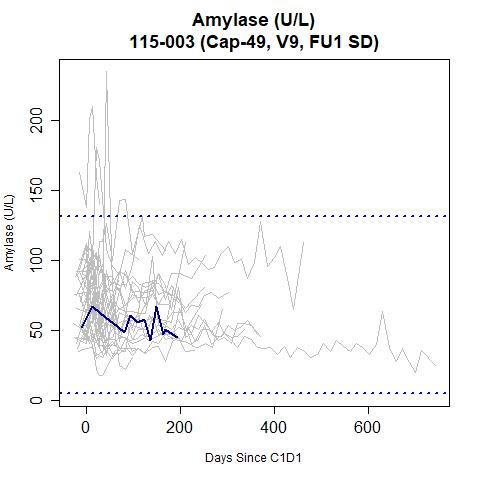 Amylase (U/L)
115-003 (Cap-49, V9, FU1 SD)
Amylase (U/L)
200
150
100
50
0
0 200 400 600
Days Since C1D1